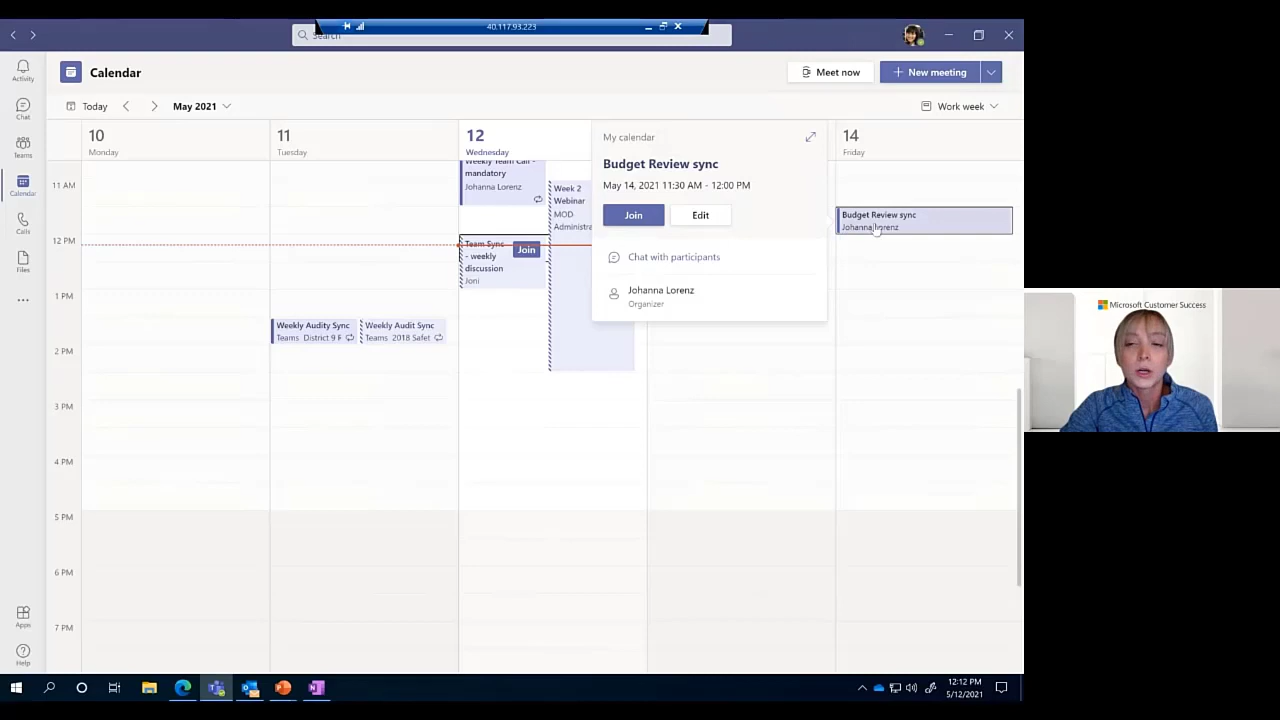 40.117.93.223
Search
Calendar
Meet now
New meeting
Today
May 2021
Work week
Activity
Chat
Teams
Calendar
Calls
Files
Apps
Help
10
Monday
11
Tuesday
12
Wednesday
14
Friday
11 AM
12 PM
1 PM
2 PM
3 PM
4 PM
5 PM
6 PM
7 PM
Weekly Audity Sync
Teams District 9 F
Weekly Audit Sync
Teams 2018 Safet
Weekly Team Call -
mandatory
Johanna Lorenz
Team Sync
- weekly
discussion
Joni
Join
Week 2
Webinar
MOD
Administra
My calendar
Budget Review sync
May 14, 2021 11:30 AM - 12:00 PM
Join
Edit
Chat with participants
Johanna Lorenz
Organizer
Budget Review sync
Johanna Lorenz
Microsoft Customer Success
12:12 PM
5/12/2021